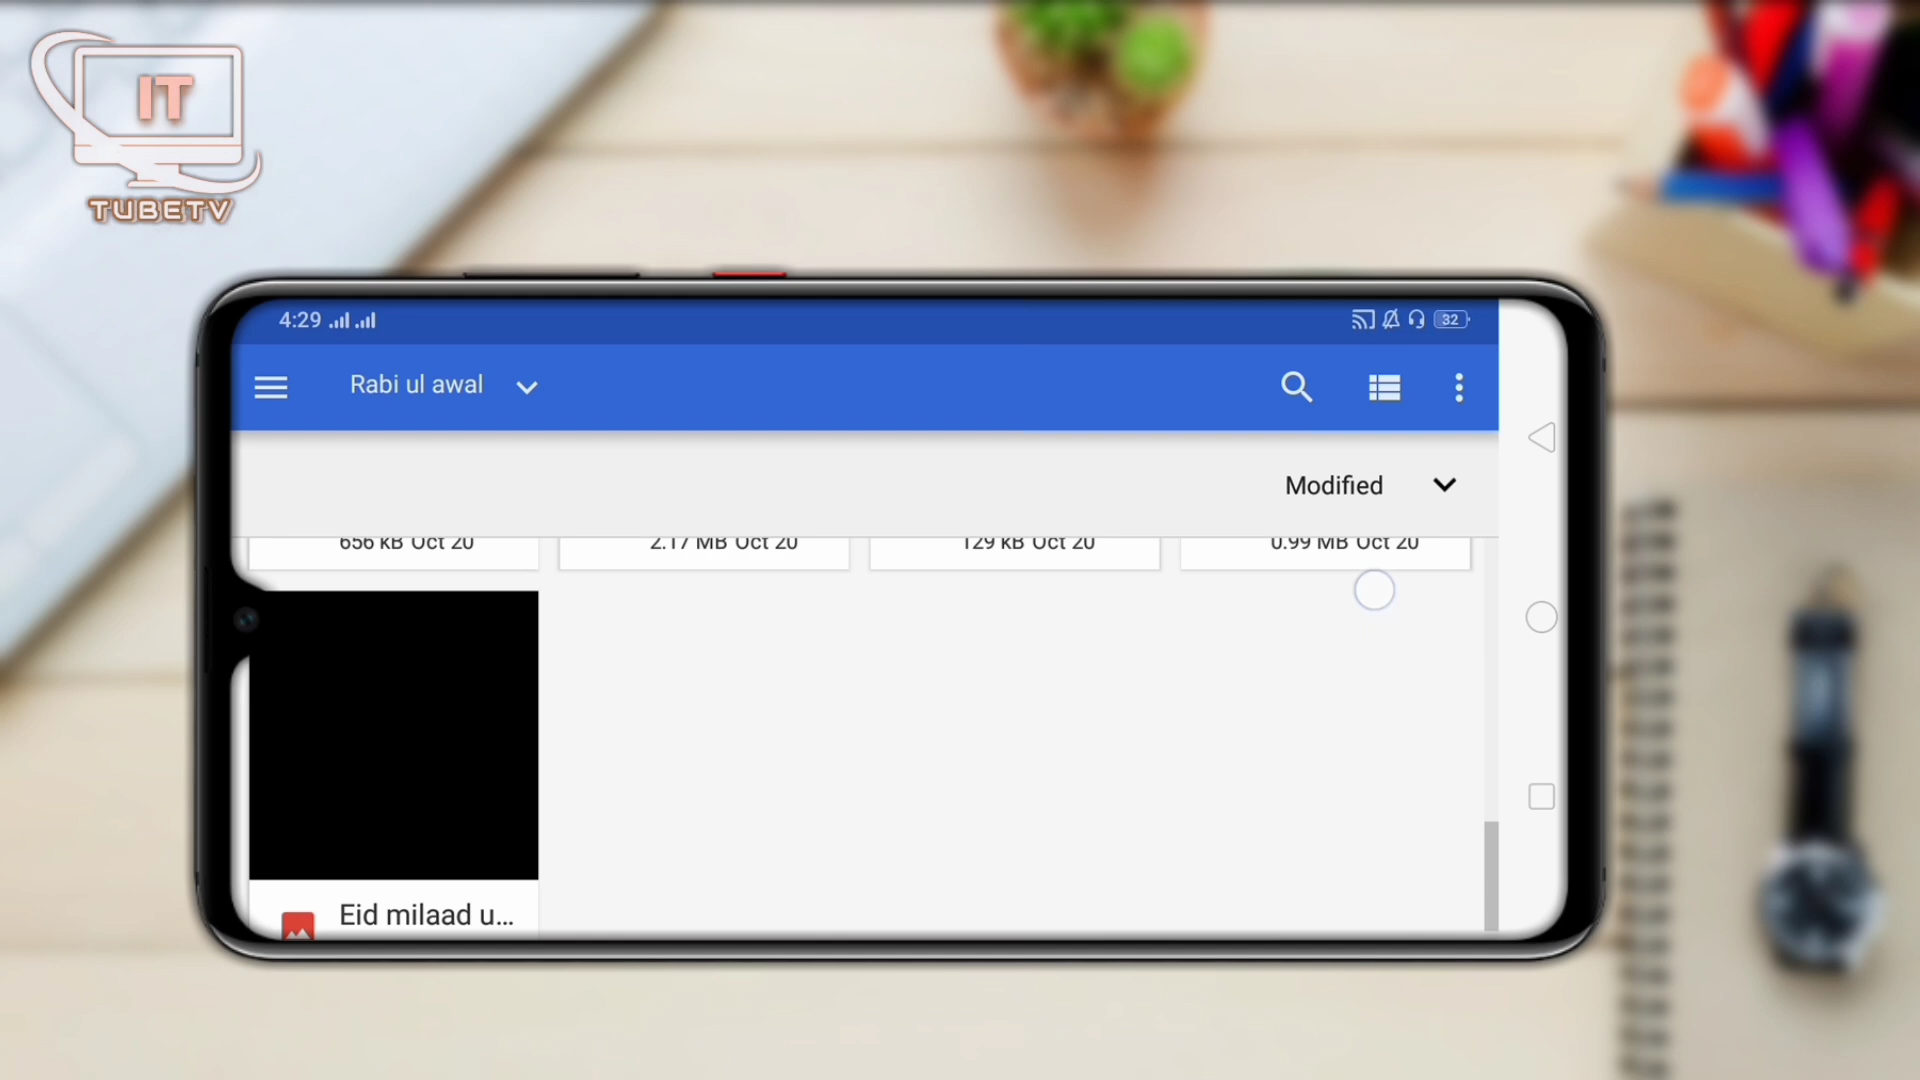 IT
TUBETV
4:29
32
Rabi ul awal
Modified
656 kB Oct 20
2.17 MB Oct 20
129 kB Oct 20
0.99 MB Oct 20
Eid milaad u...